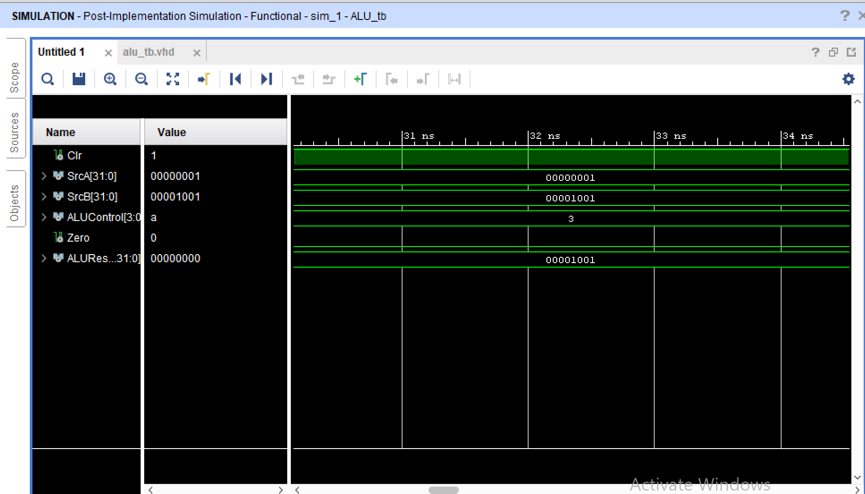 SIMULATION - Post-Implementation Simulation - Functional - sim_1 - ALU_tb ? ×
Untitled 1 × alu_tb.vhd × ?
Scope
Sources
Objects
Name Value
31 ns 32 ns 33 ns 34 ns
Clr 1
SrcA[31:0] 00000001 00000001
SrcB[31:0] 00001001 00001001
ALUControl[3:0 a 3
Zero 0
ALURes...31:0] 00000000 00001001
Activate Windows